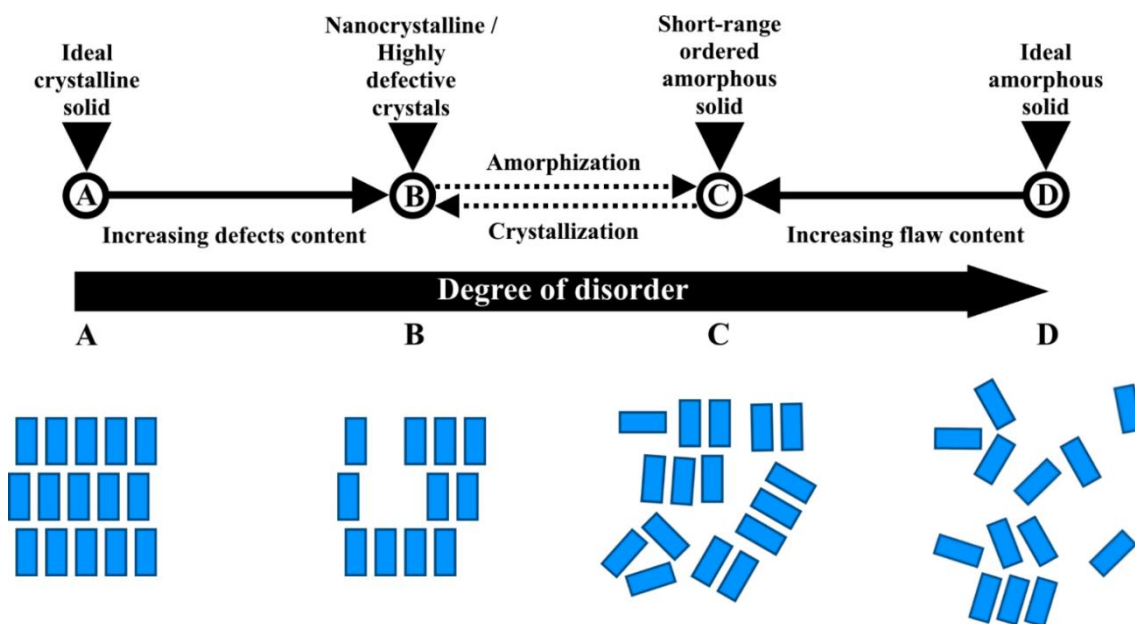 Ideal
crystalline
solid
Nanocrystalline /
Highly
defective
crystals
Short-range
ordered
amorphous
solid
Ideal
amorphous
solid
A
B
C
D
Amorphization
Crystallization
Increasing defects content
Increasing flaw content
Degree of disorder
A
B
C
D